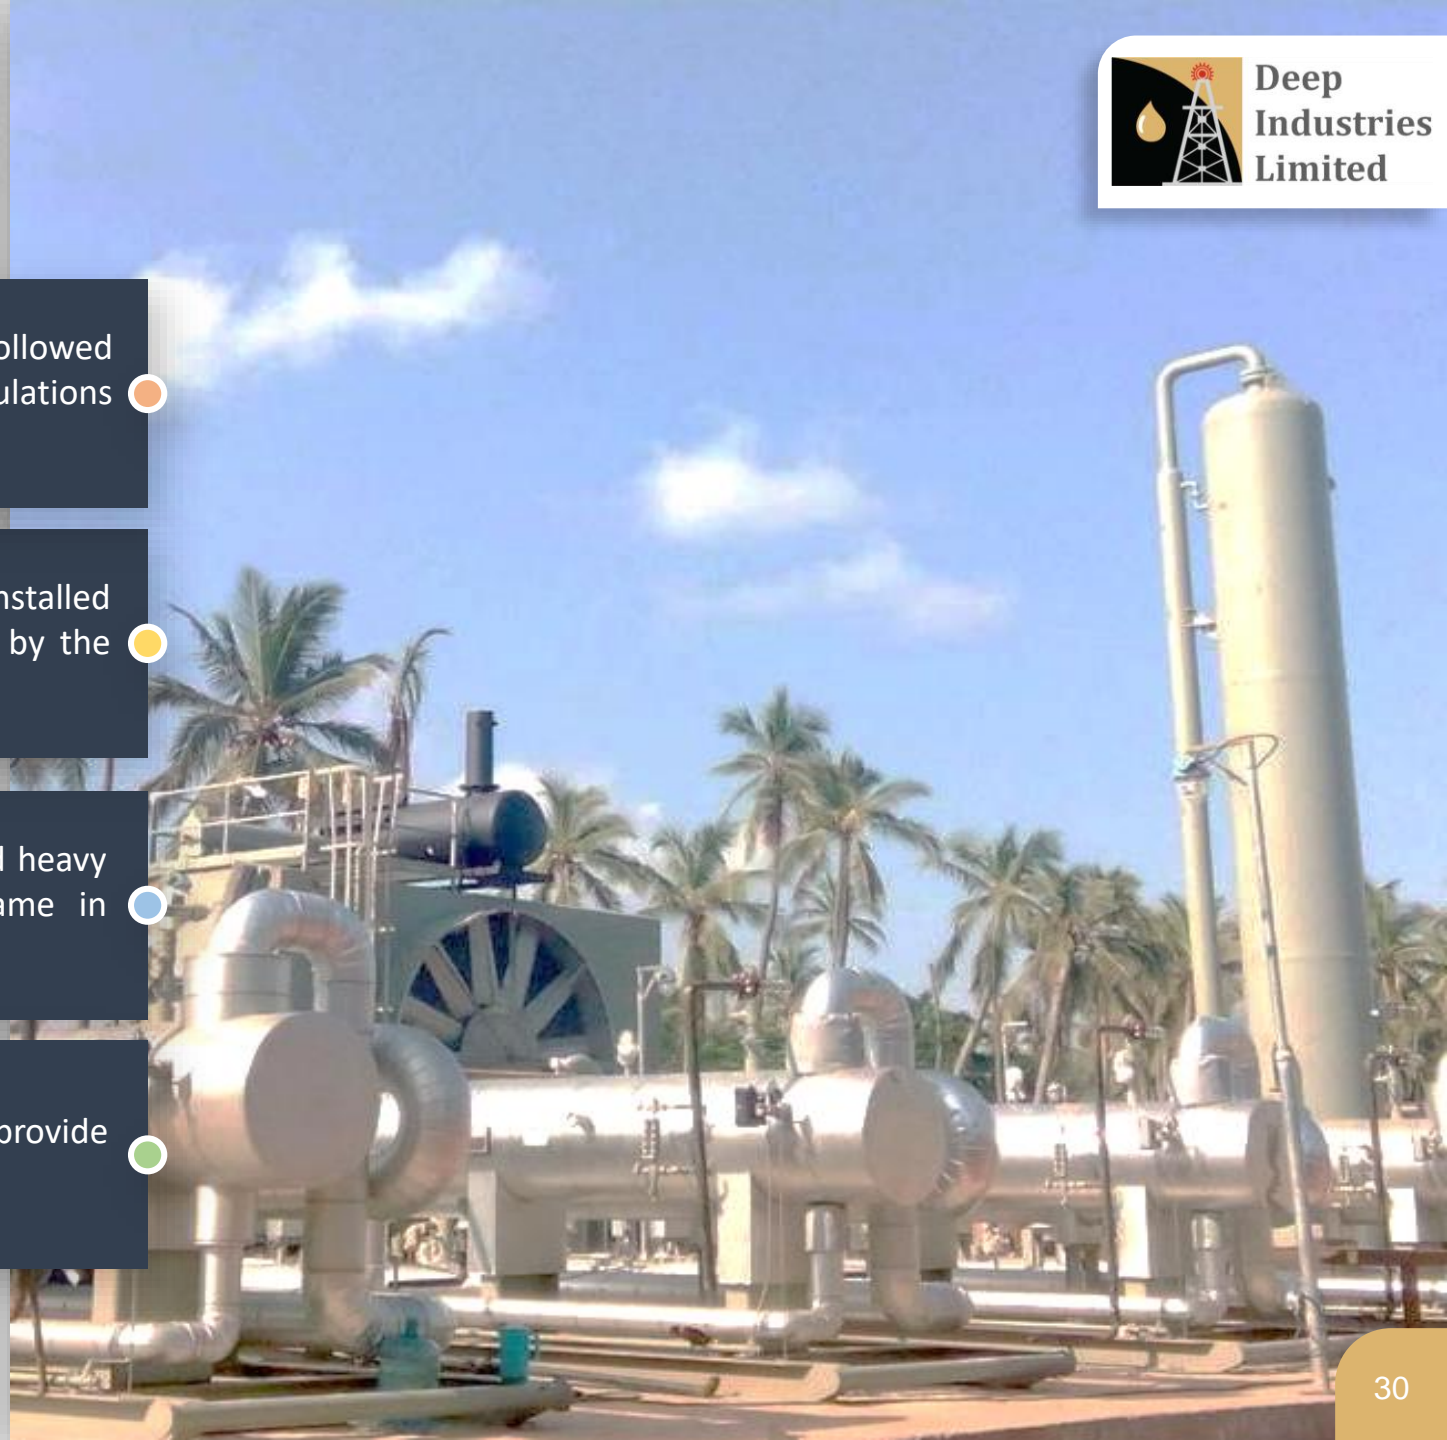 Deep
Industries
Limited
ollowed
ulations
nstalled
by the
heavy
ame in
provide
30